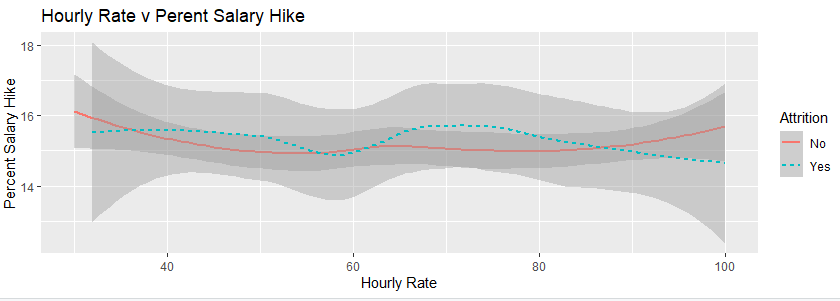 Hourly Rate v Perent Salary Hike
18
16
14
Percent Salary Hike
40
60
80
100
Hourly Rate
Attrition
No
Yes